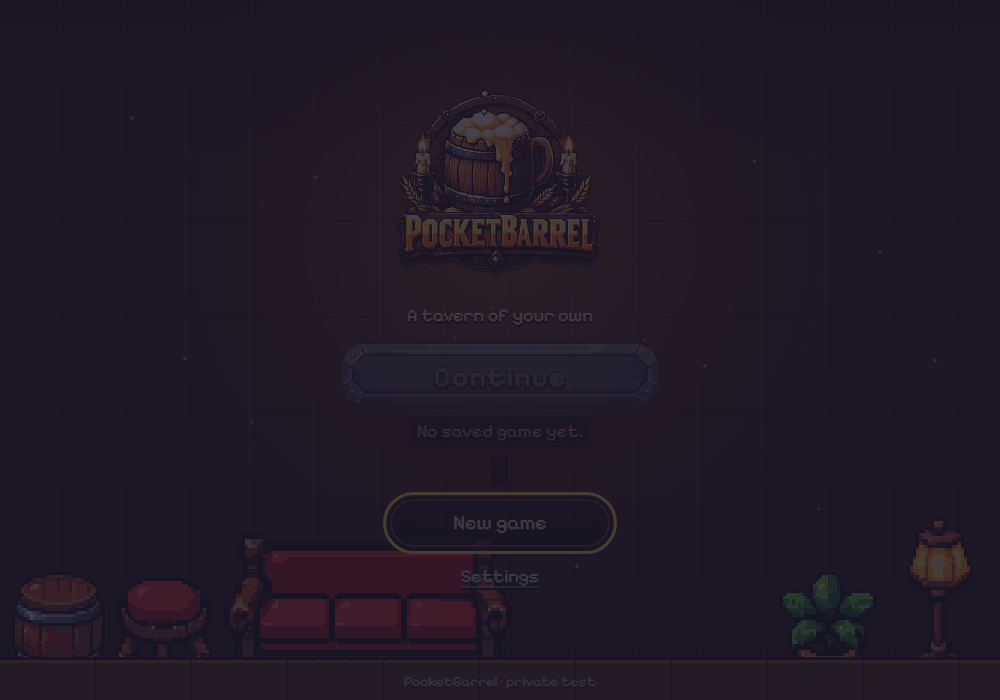 POCKETBARREL
A tavern of your own
Continue
No saved game yet.
New game
Settings
PocketBarrel · private test